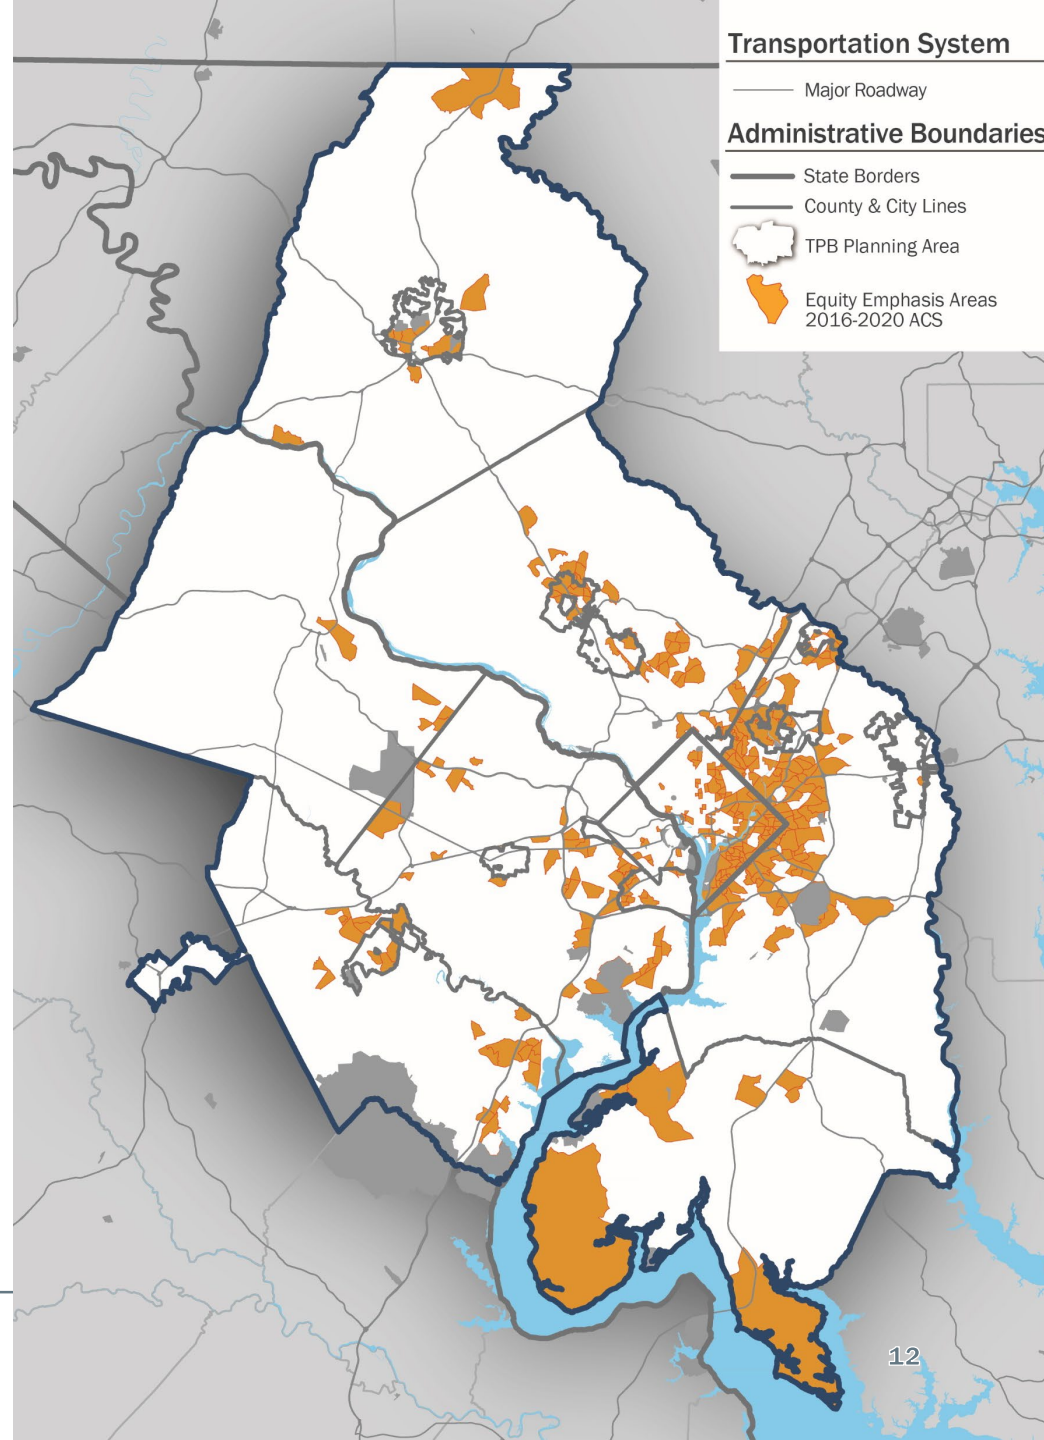 Transportation System
Major Roadway
Administrative Boundaries
State Borders
County & City Lines
TPB Planning Area
Equity Emphasis Areas
2016-2020 ACS
12